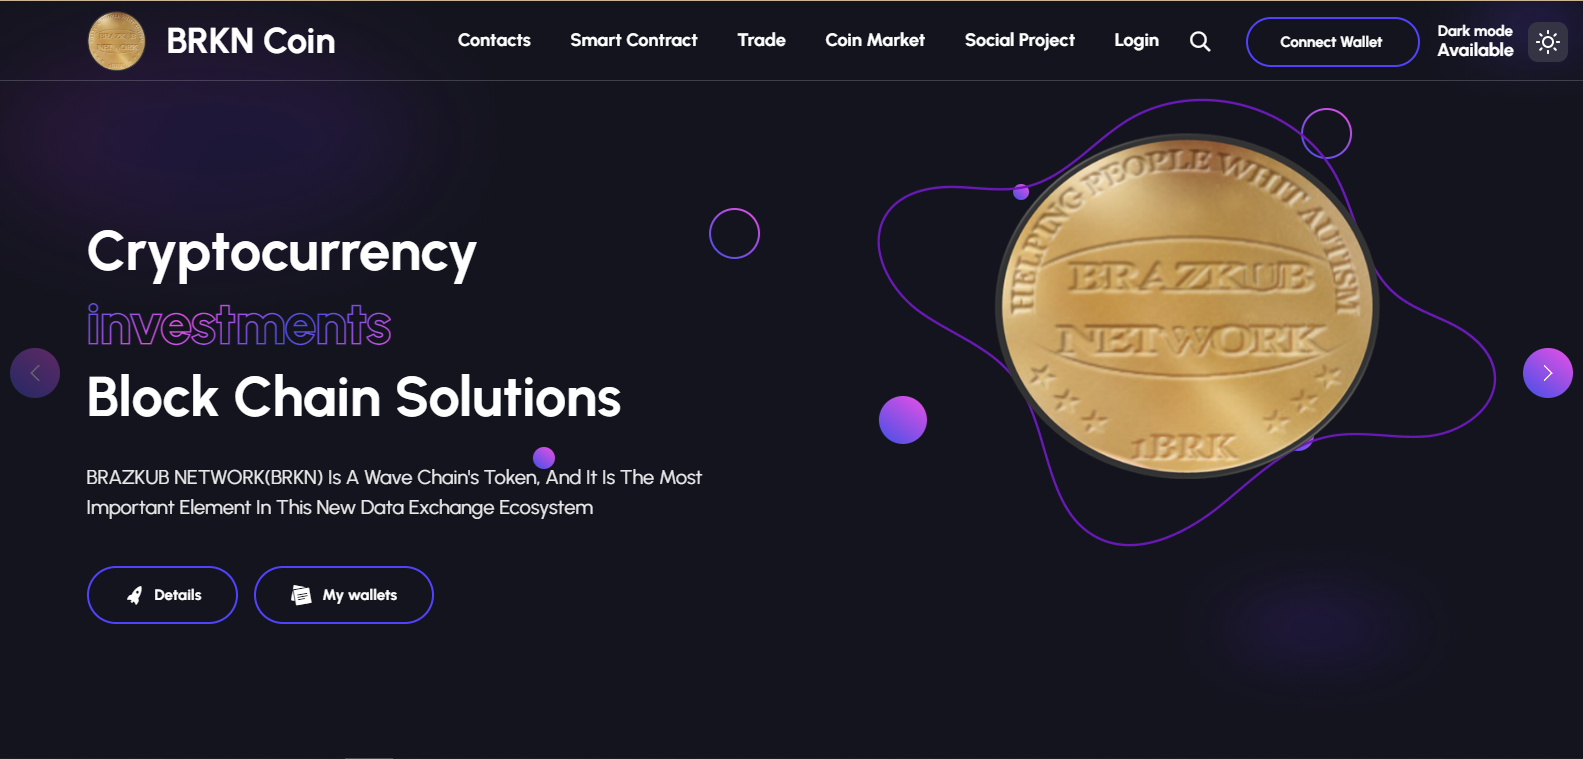 BRKN Coin
Contacts
Smart Contract
Trade
Coin Market
Social Project
Login
Connect Wallet
Dark mode
Available
Cryptocurrency
investments
Block Chain Solutions
BRAZKUB NETWORK(BRKN) Is A Wave Chain's Token, And It Is The Most
Important Element In This New Data Exchange Ecosystem
Details
My wallets
HELPING PEOPLE WHIT AUTISM
BRAZKUB
NETWORK
1BRK